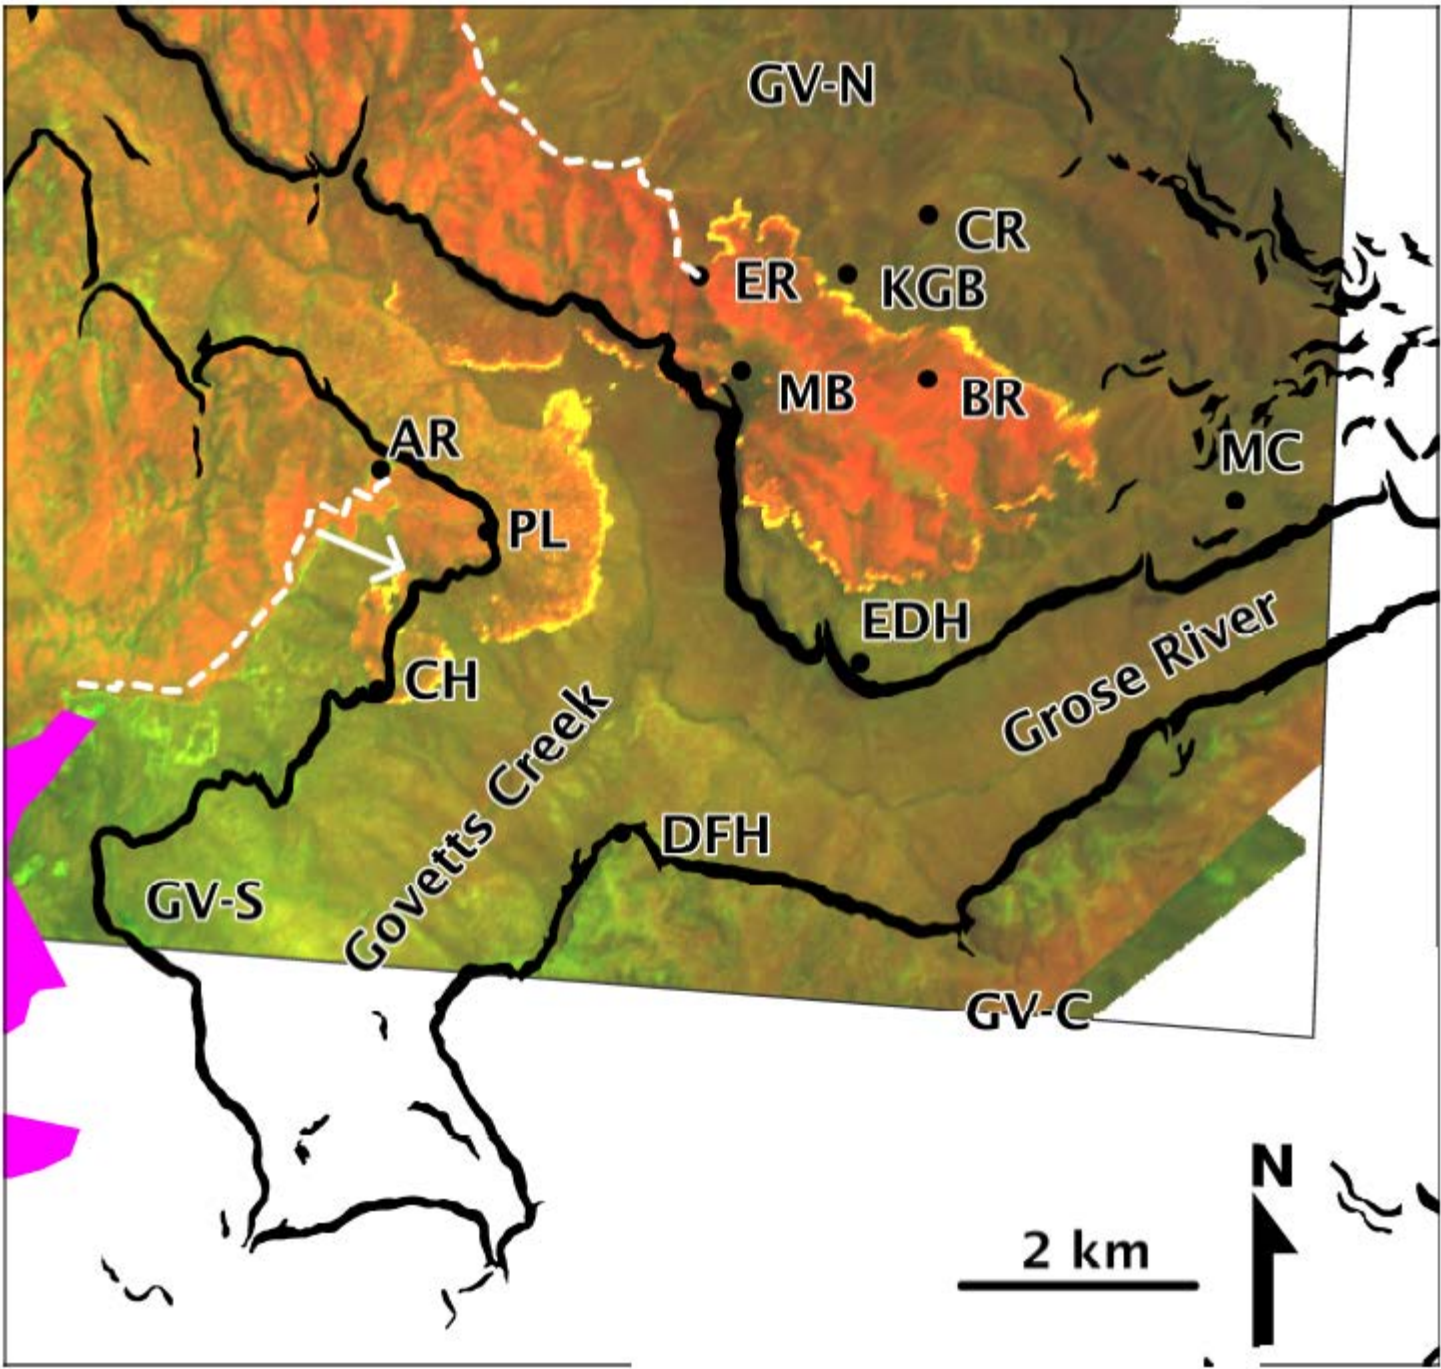 GV-N
CR
ER
KGB
MB
BR
AR
MC
PL
EDH
CH
Grose River
Govetts Creek
DFH
GV-S
GV-C
N
2 km